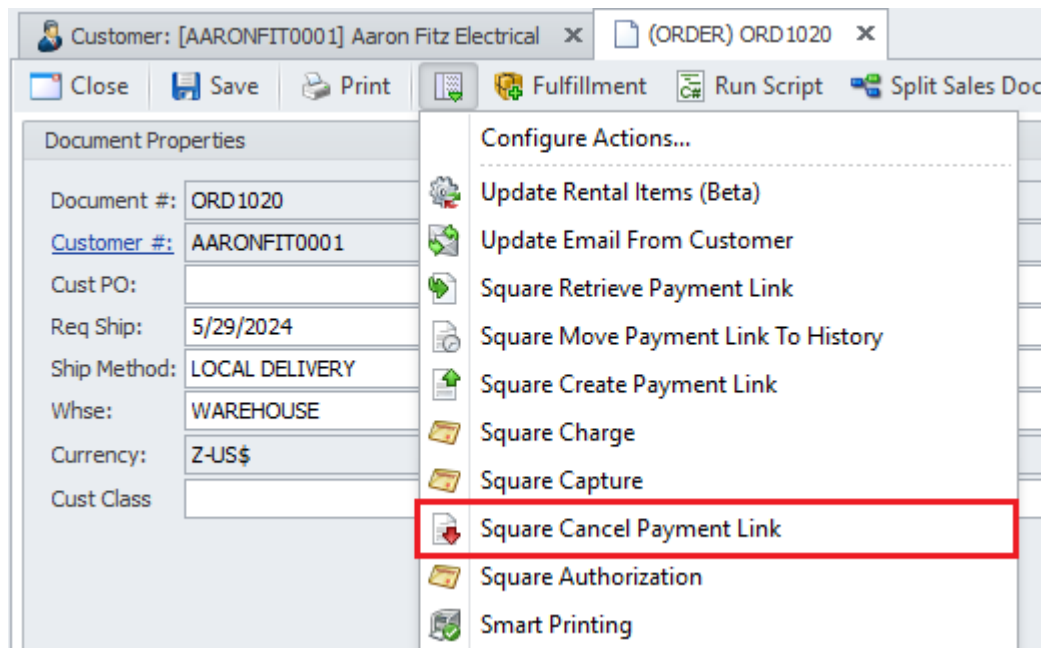 Customer: [AARONFIT0001] Aaron Fitz Electrical
(ORDER) ORD1020
Close Save Print Fulfillment C# Run Script Split Sales Doc
Document Properties
Document #: ORD1020
Customer #: AARONFIT0001
Cust PO:
Req Ship: 5/29/2024
Ship Method: LOCAL DELIVERY
Whse: WAREHOUSE
Currency: Z-US$
Cust Class
Configure Actions...
Update Rental Items (Beta)
Update Email From Customer
Square Retrieve Payment Link
Square Move Payment Link To History
Square Create Payment Link
Square Charge
Square Capture
Square Cancel Payment Link
Square Authorization
Smart Printing